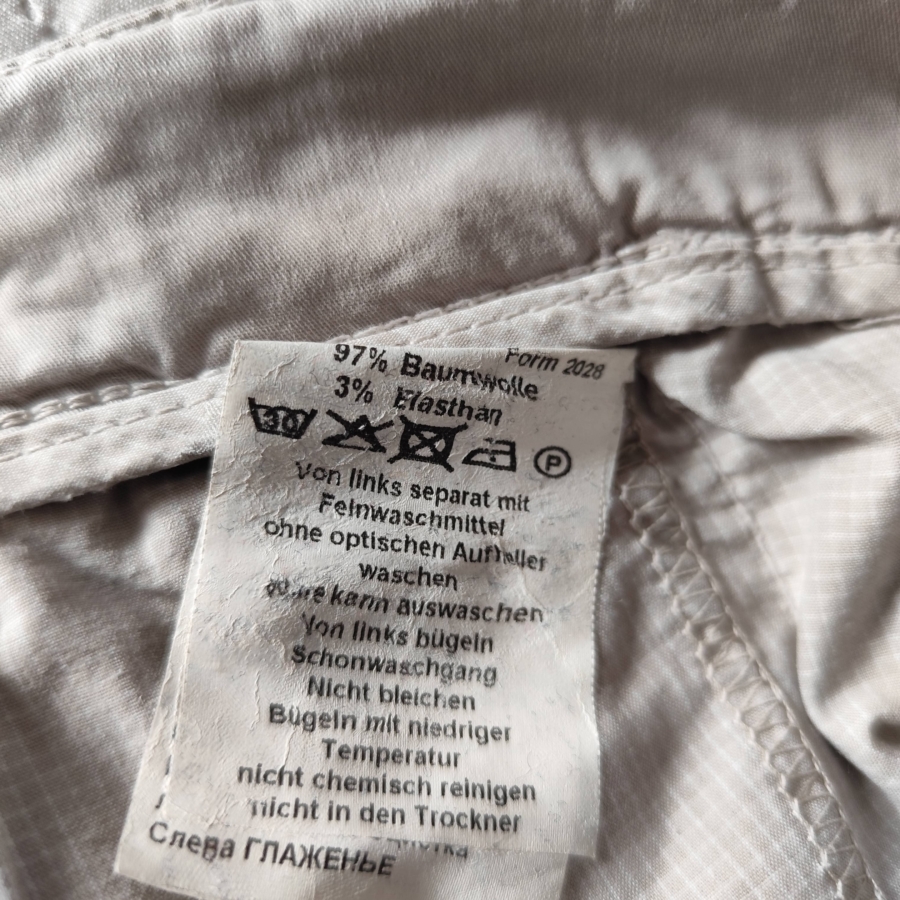 97% Baumwolle
Form 2028
3% Elasthan
30
P
Von links separat mit
Feinwaschmittel
ohne optischen Aufheller
waschen
kann auswaschen
Von links bügeln
Schonwaschgang
Nicht bleichen
Bügeln mit niedriger
Temperatur
nicht chemisch reinigen
nicht in den Trockner
Слева ГЛАЖЕНЬЕ